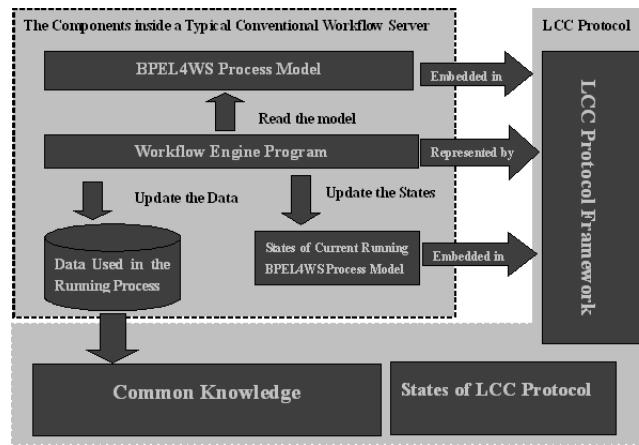 The Components inside a Typical Conventional Workflow Server
LCC Protocol
BPEL4WS Process Model
Embedded in
Read the model
Workflow Engine Program
Represented by
Update the Data
Update the States
Data Used in the
Running Process
States of Current Running
BPEL4WS Process Model
Embedded in
LCC Protocol Framework
Common Knowledge
States of LCC Protocol